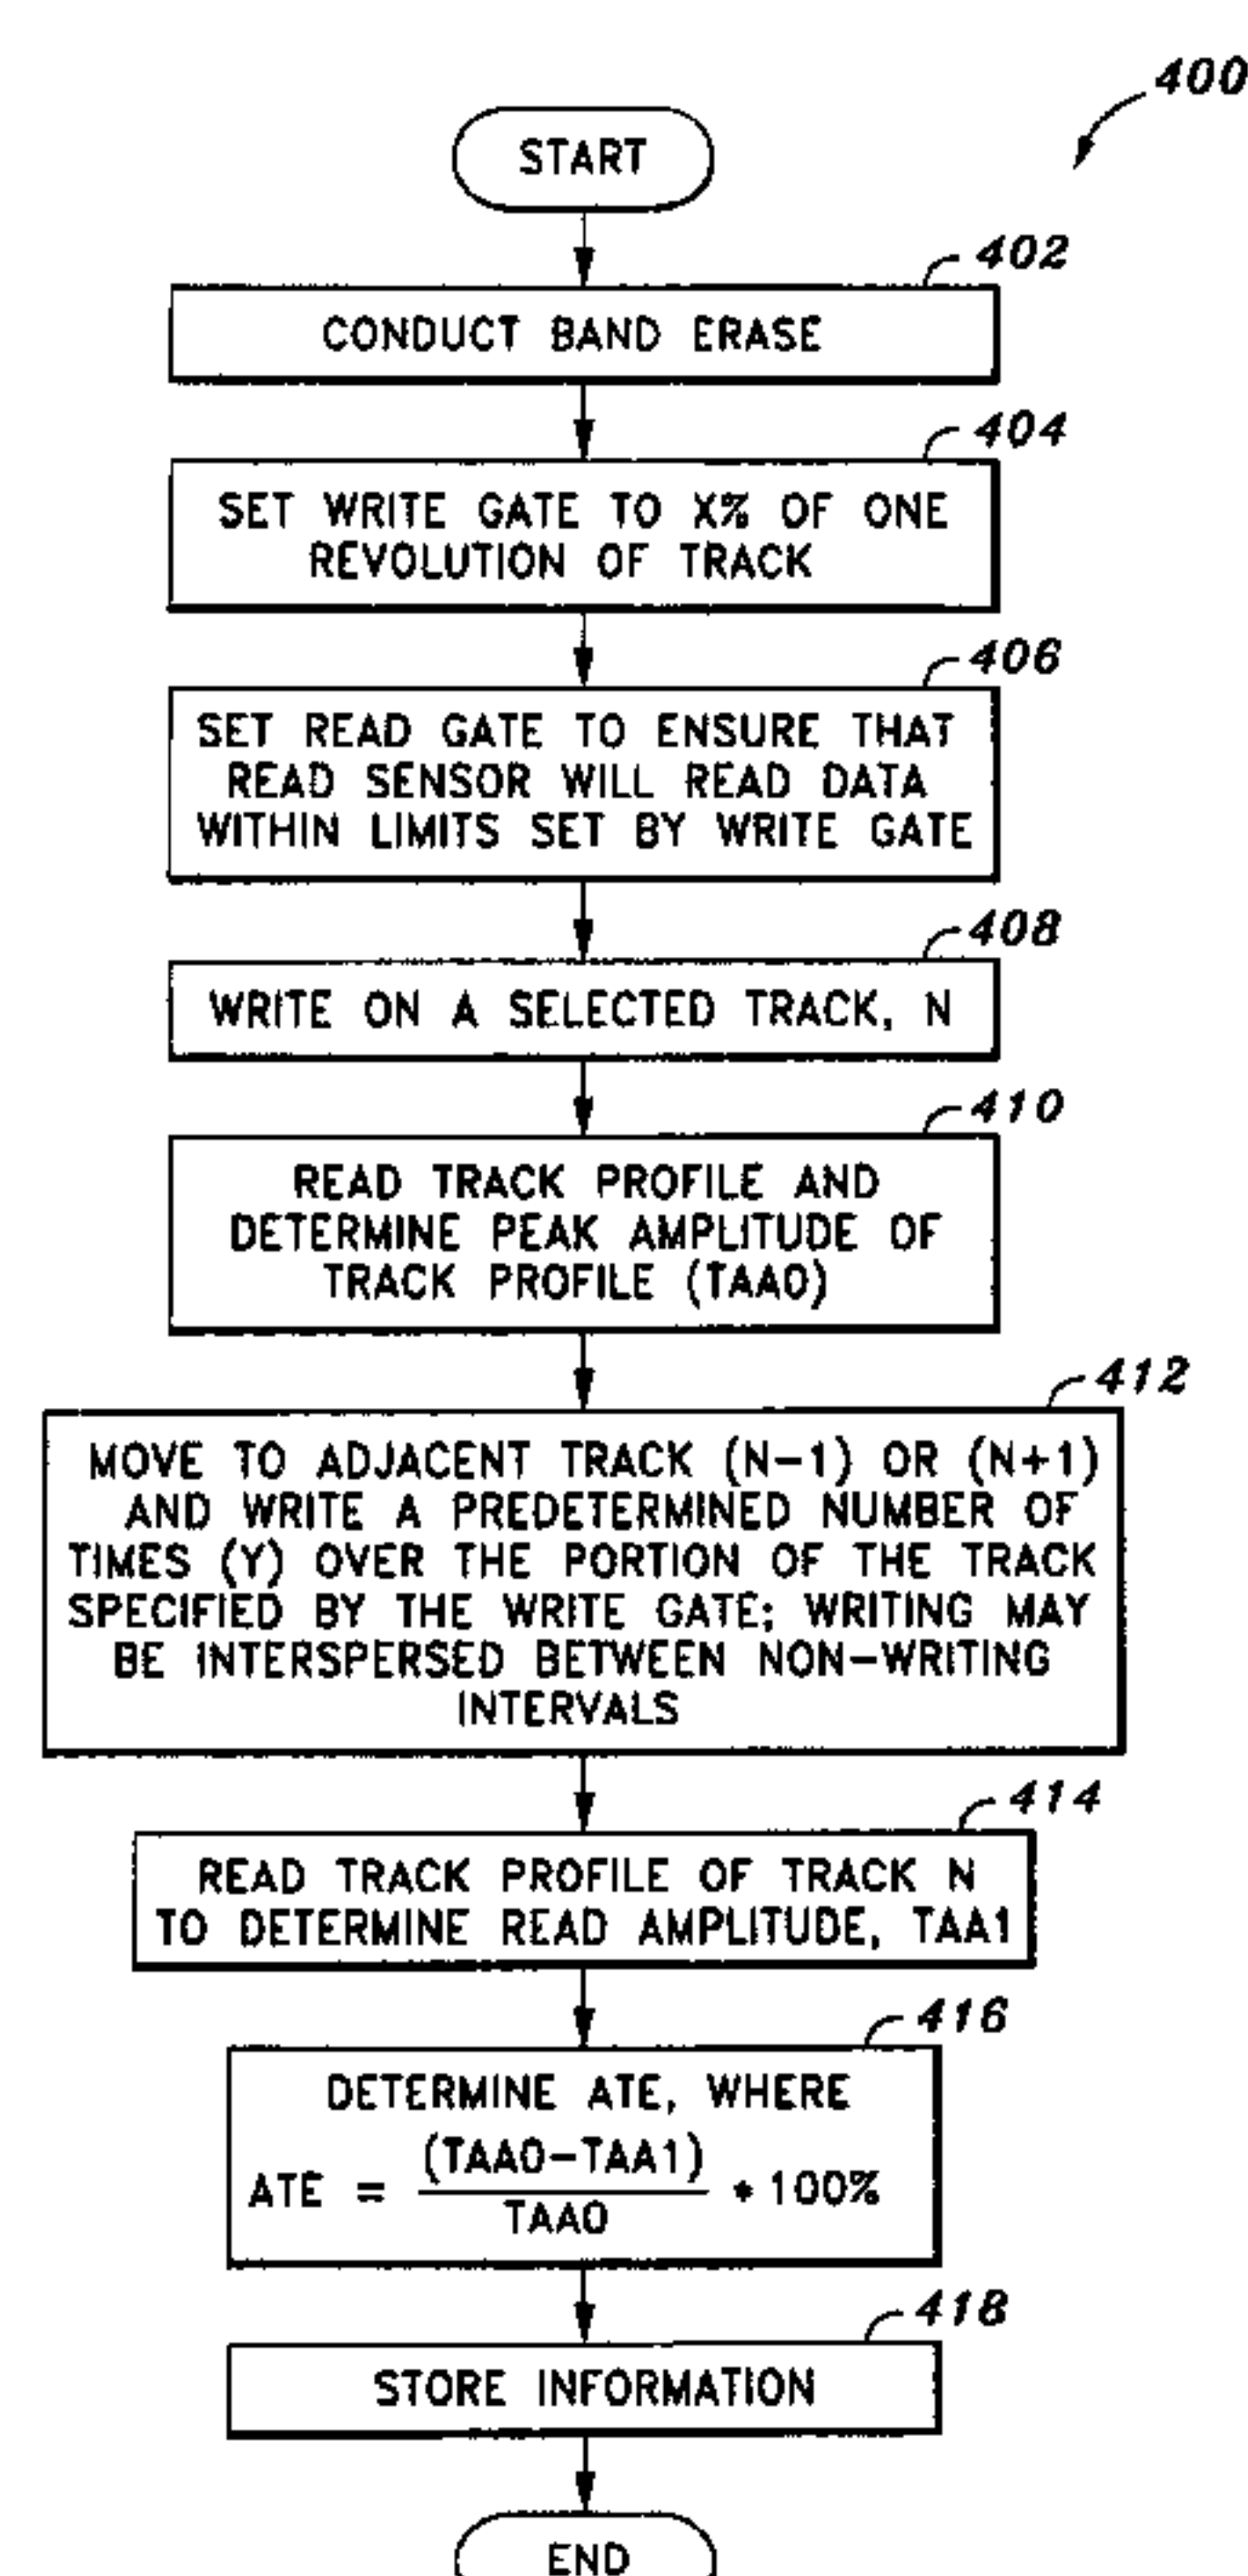 400
START
402
CONDUCT BAND ERASE
404
SET WRITE GATE TO X% OF ONE
REVOLUTION OF TRACK
406
SET READ GATE TO ENSURE THAT
READ SENSOR WILL READ DATA
WITHIN LIMITS SET BY WRITE GATE
408
WRITE ON A SELECTED TRACK, N
410
READ TRACK PROFILE AND
DETERMINE PEAK AMPLITUDE OF
TRACK PROFILE (TAA0)
412
MOVE TO ADJACENT TRACK (N-1) OR (N+1)
AND WRITE A PREDETERMINED NUMBER OF
TIMES (Y) OVER THE PORTION OF THE TRACK
SPECIFIED BY THE WRITE GATE; WRITING MAY
BE INTERSPERSED BETWEEN NON-WRITING
INTERVALS
414
READ TRACK PROFILE OF TRACK N
TO DETERMINE READ AMPLITUDE, TAA1
416
DETERMINE ATE, WHERE
(TAA0-TAA1)
ATE = * 100%
TAA0
418
STORE INFORMATION
END